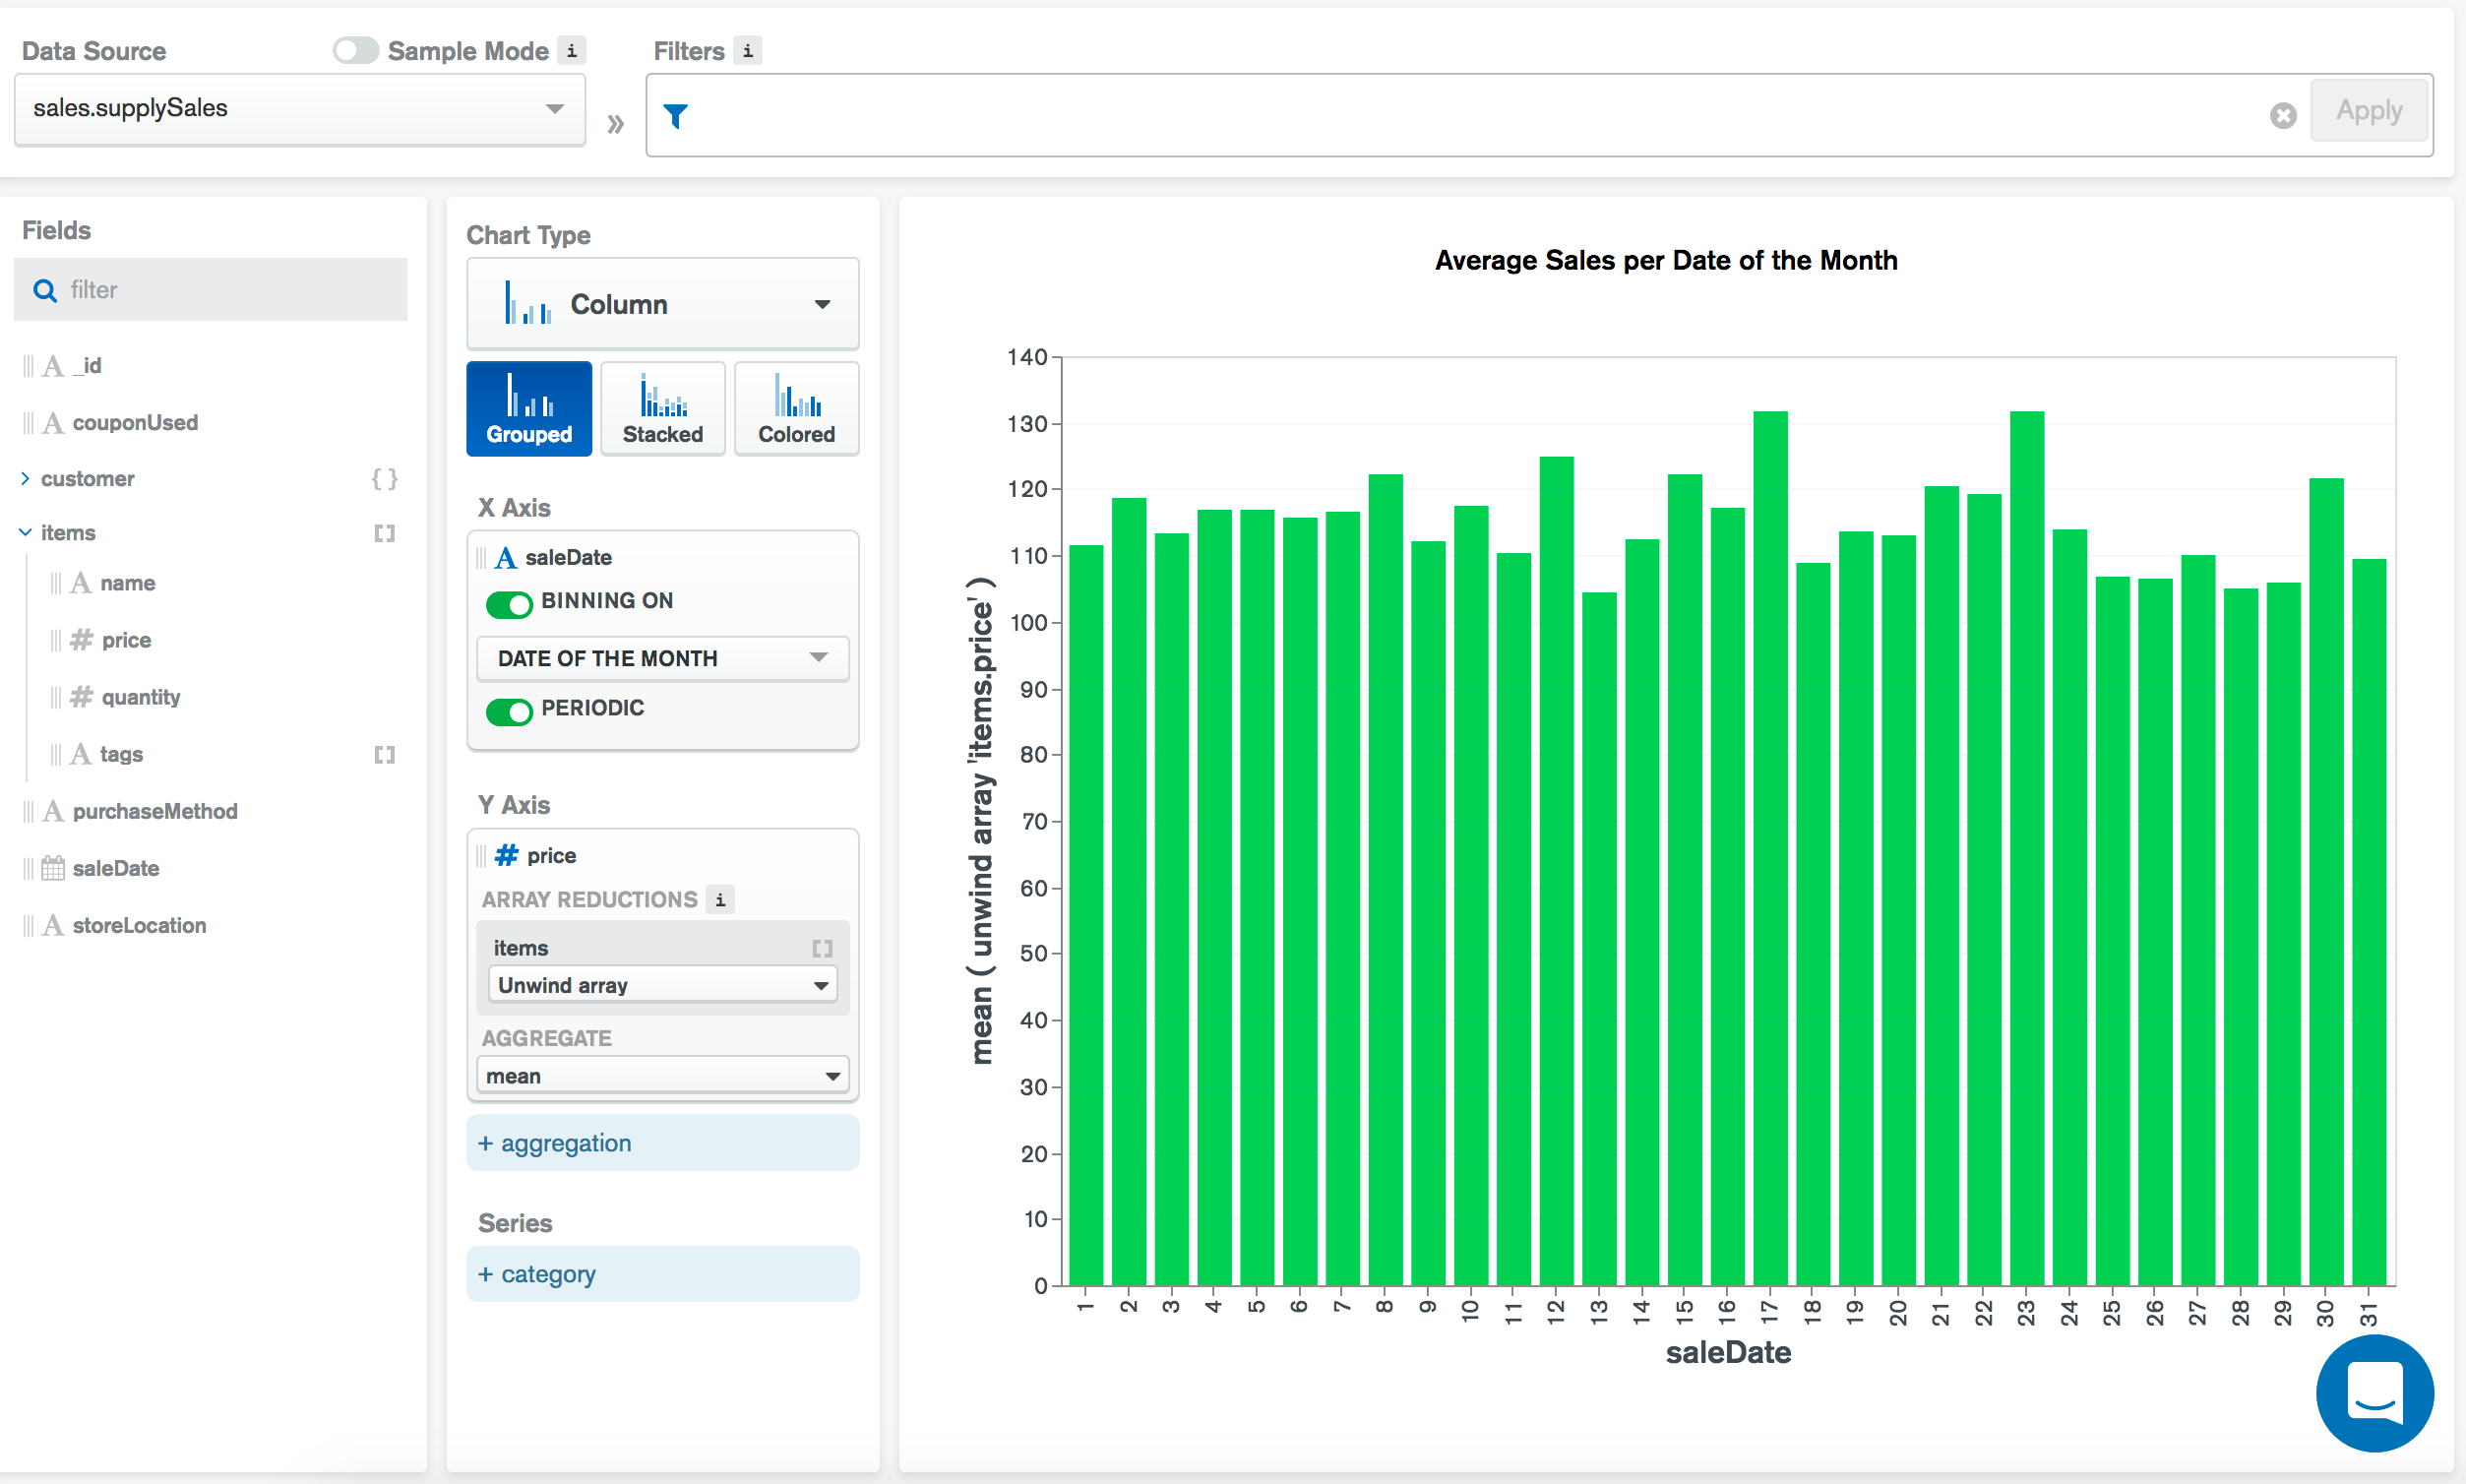 Data Source
Sample Mode i
Filters i
sales.supplySales
»
Apply
Fields
filter
A _id
A couponUsed
customer { }
items [ ]
A name
# price
# quantity
A tags [ ]
A purchaseMethod
saleDate
A storeLocation
Chart Type
Column
Grouped
Stacked
Colored
X Axis
A saleDate
BINNING ON
DATE OF THE MONTH
PERIODIC
Y Axis
# price
ARRAY REDUCTIONS i
items [ ]
Unwind array
AGGREGATE
mean
+ aggregation
Series
+ category
Average Sales per Date of the Month
mean ( unwind array 'items.price' )
140
130
120
110
100
90
80
70
60
50
40
30
20
10
0
1 2 3 4 5 6 7 8 9 10 11 12 13 14 15 16 17 18 19 20 21 22 23 24 25 26 27 28 29 30 31
saleDate